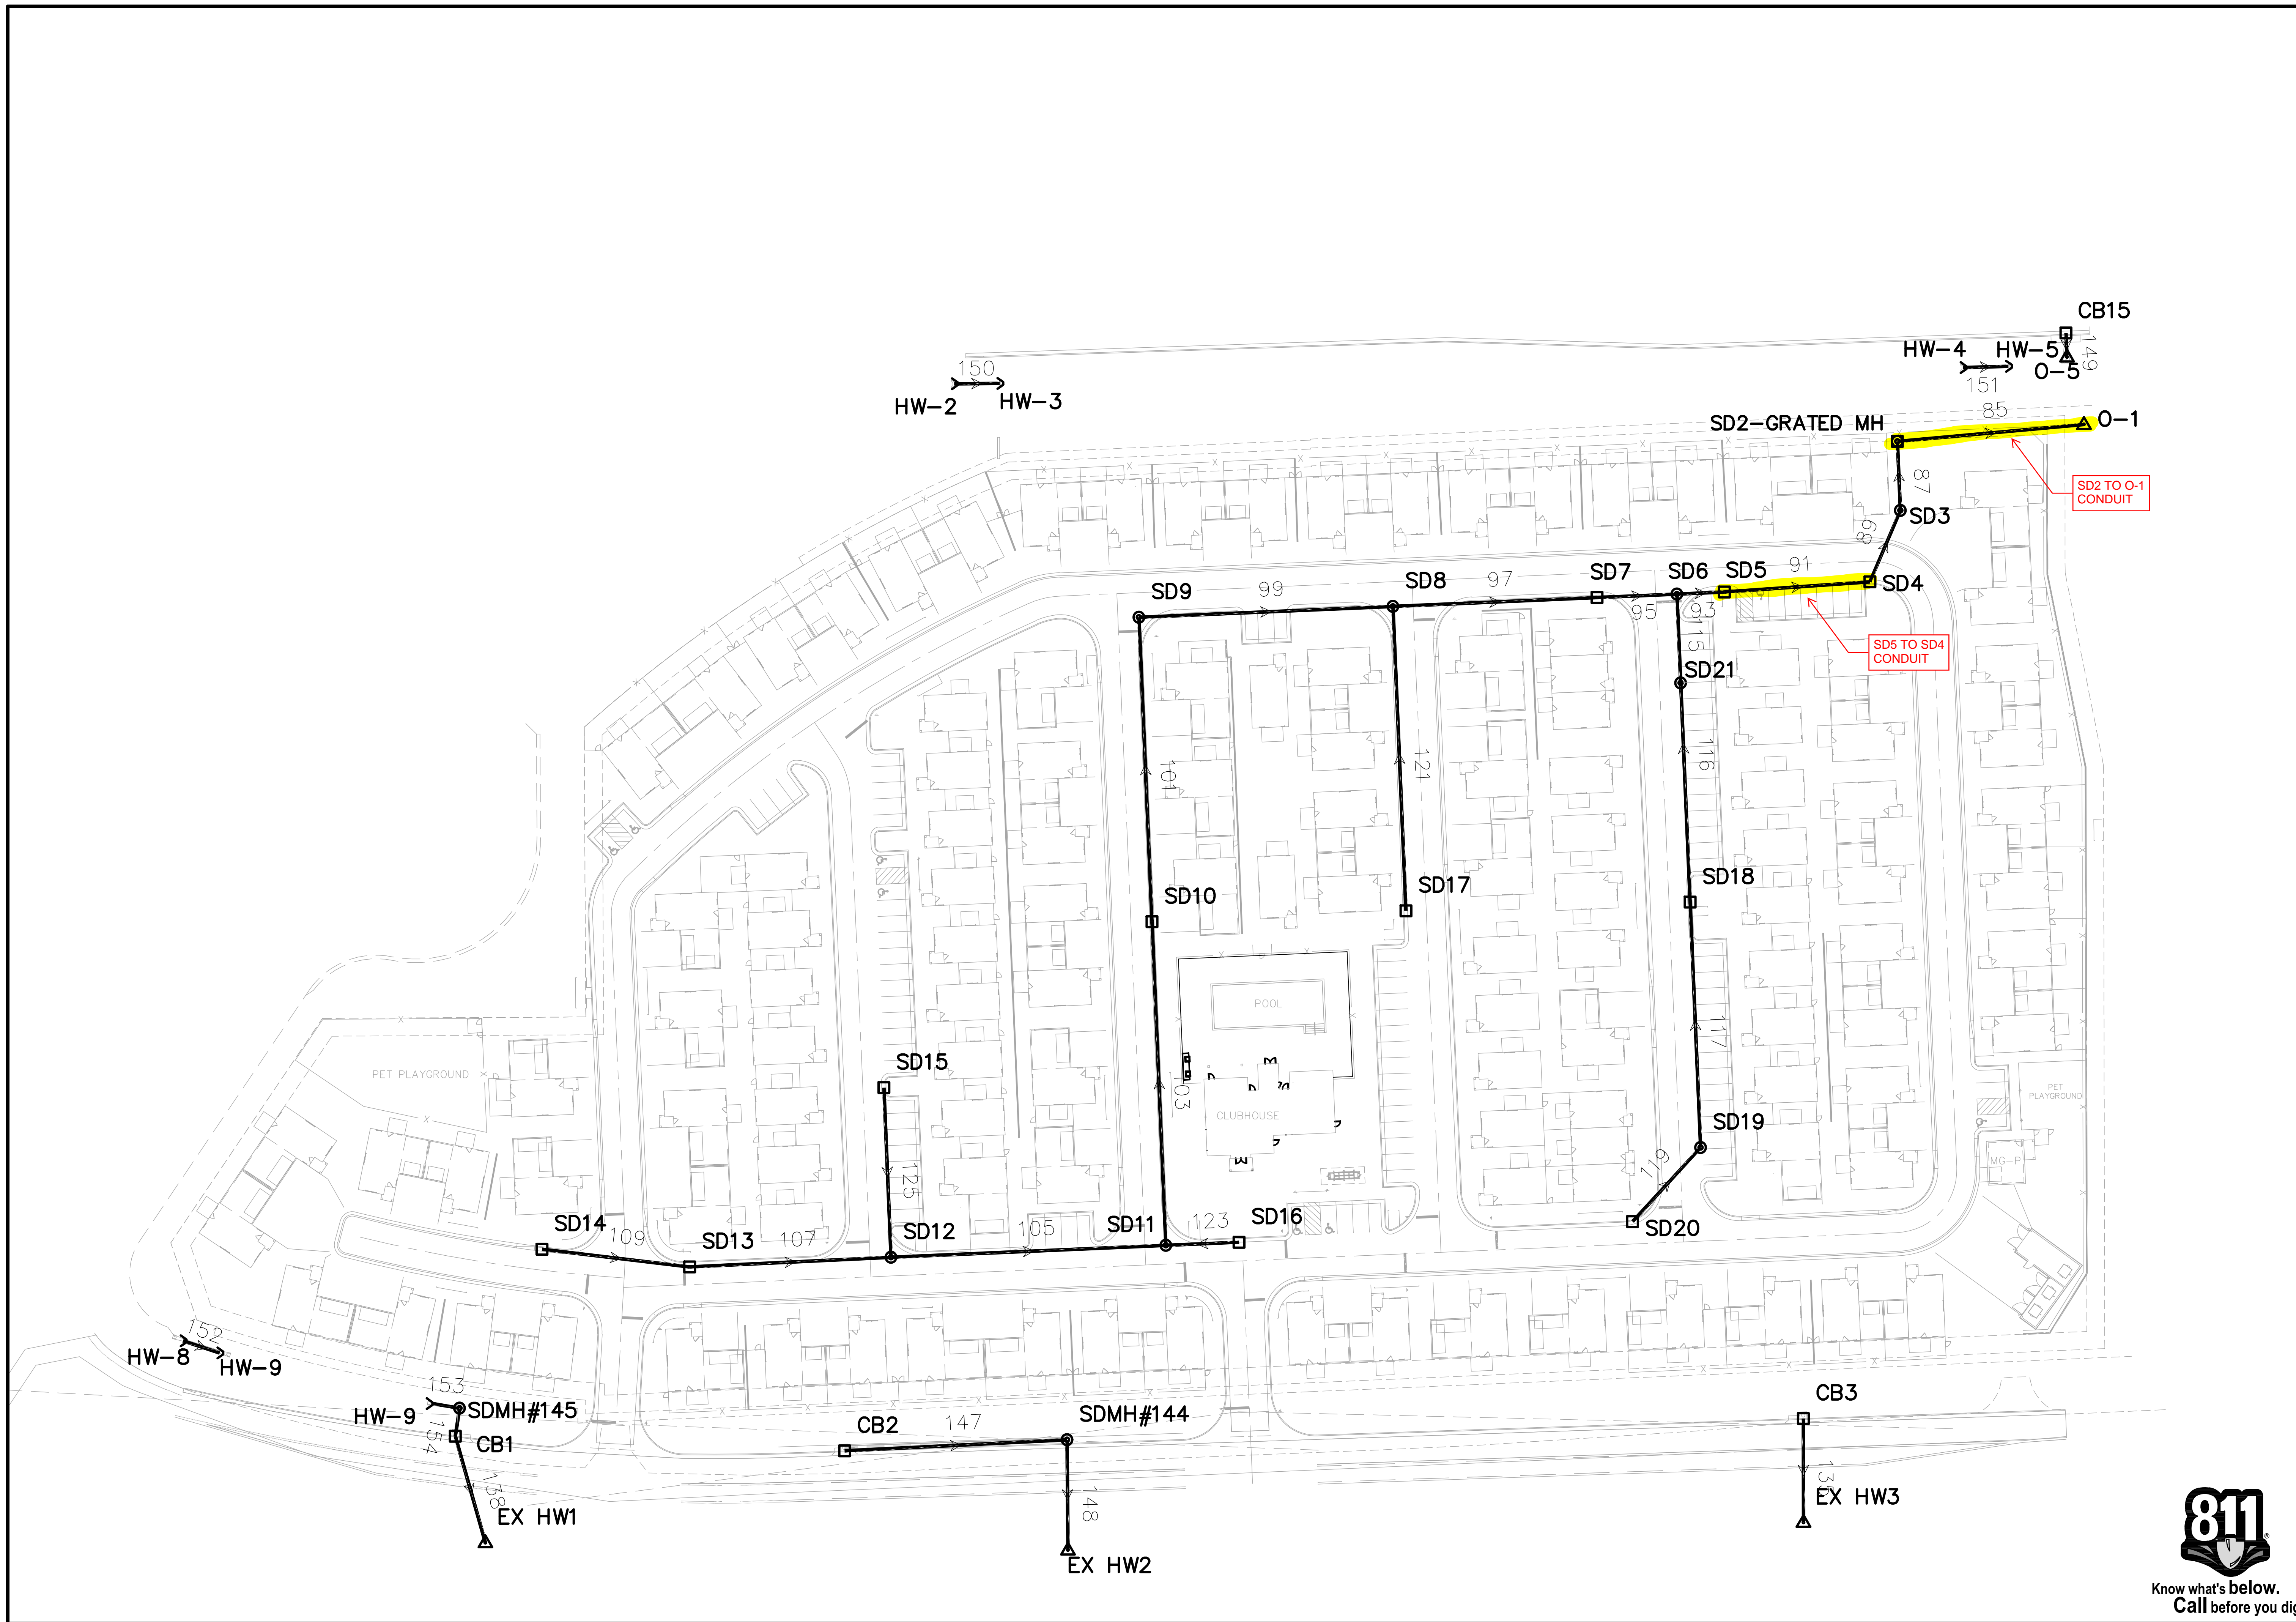 CB15
HW-4
HW-5
149
O-5
151
150
HW-2
HW-3
SD2-GRATED MH
85
O-1
SD2 TO O-1
CONDUIT
87
SD3
89
91
SD4
SD5
SD6
SD7
93
95
97
SD8
99
SD9
SD5 TO SD4
CONDUIT
115
SD21
116
121
101
SD18
SD17
SD10
POOL
117
SD15
PET PLAYGROUND
PET
PLAYGROUND
103
CLUBHOUSE
SD19
119
MG-P
125
SD14
109
SD13
107
SD12
105
SD11
123
SD16
SD20
152
HW-8
HW-9
153
HW-9
SDMH#145
154
CB1
138
EX HW1
CB2
147
SDMH#144
148
EX HW2
CB3
EX HW3
811
Know what's below.
Call before you dig